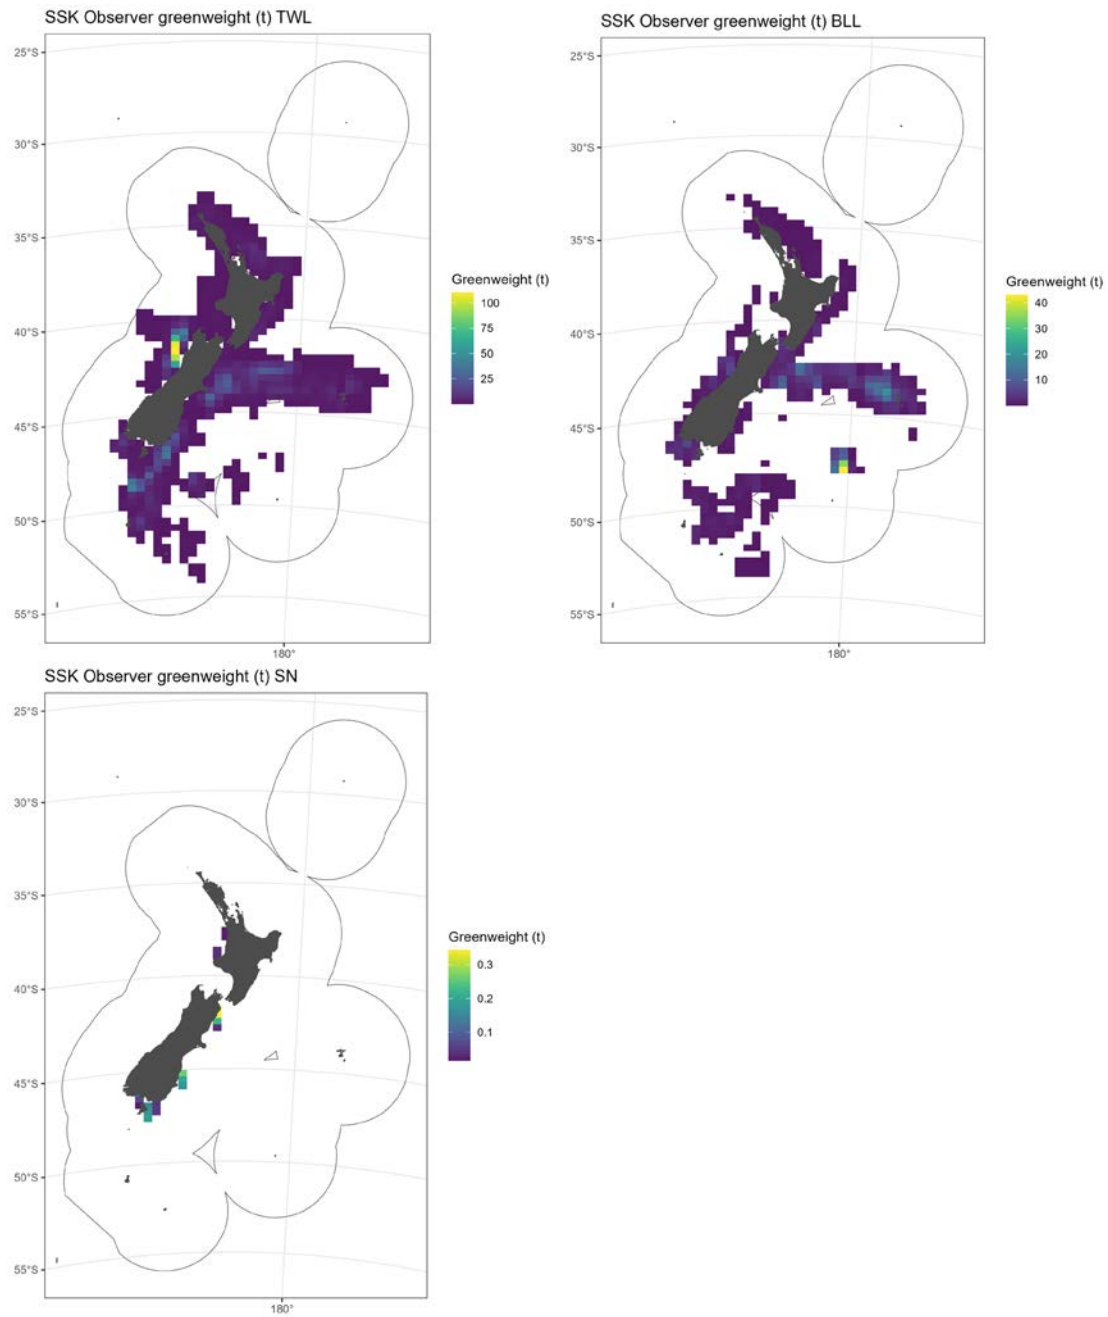 SSK Observer greenweight (t) TWL
25°S
30°S
35°S
40°S
45°S
50°S
55°S
180°
Greenweight (t)
100
75
50
25
SSK Observer greenweight (t) BLL
25°S
30°S
35°S
40°S
45°S
50°S
55°S
180°
Greenweight (t)
40
30
20
10
SSK Observer greenweight (t) SN
25°S
30°S
35°S
40°S
45°S
50°S
55°S
180°
Greenweight (t)
0.3
0.2
0.1